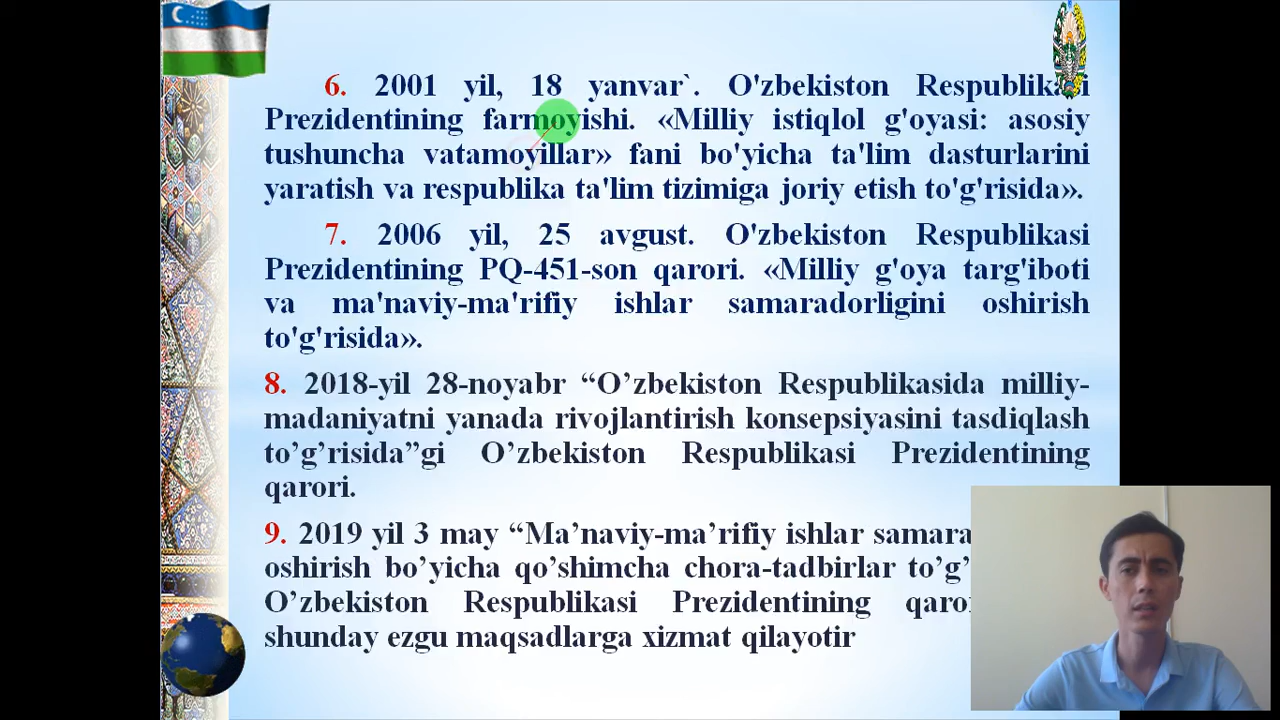 6. 2001 yil, 18 yanvar`. O'zbekiston Respublikasi
Prezidentining farmoyishi. «Milliy istiqlol g'oyasi: asosiy
tushuncha vatamoyillar» fani bo'yicha ta'lim dasturlarini
yaratish va respublika ta'lim tizimiga joriy etish to'g'risida».
7. 2006 yil, 25 avgust. O'zbekiston Respublikasi
Prezidentining PQ-451-son qarori. «Milliy g'oya targ'iboti
va ma'naviy-ma'rifiy ishlar samaradorligini oshirish
to'g'risida».
8. 2018-yil 28-noyabr “O’zbekiston Respublikasida milliy-
madaniyatni yanada rivojlantirish konsepsiyasini tasdiqlash
to’g’risida”gi O’zbekiston Respublikasi Prezidentining
qarori.
9. 2019 yil 3 may “Ma’naviy-ma’rifiy ishlar
oshirish bo’yicha qo’shimcha chora-tadbirlar
O’zbekiston Respublikasi Prezidentining
shunday ezgu maqsadlarga xizmat qilayotir